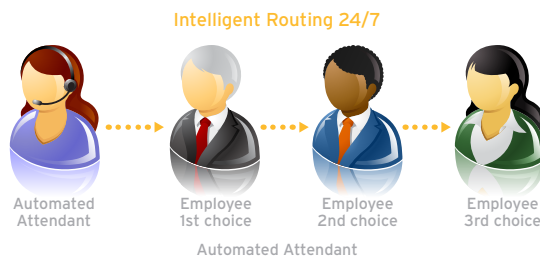 Intelligent Routing 24/7
Automated
Attendant
Employee
1st choice
Employee
2nd choice
Employee
3rd choice
Automated Attendant